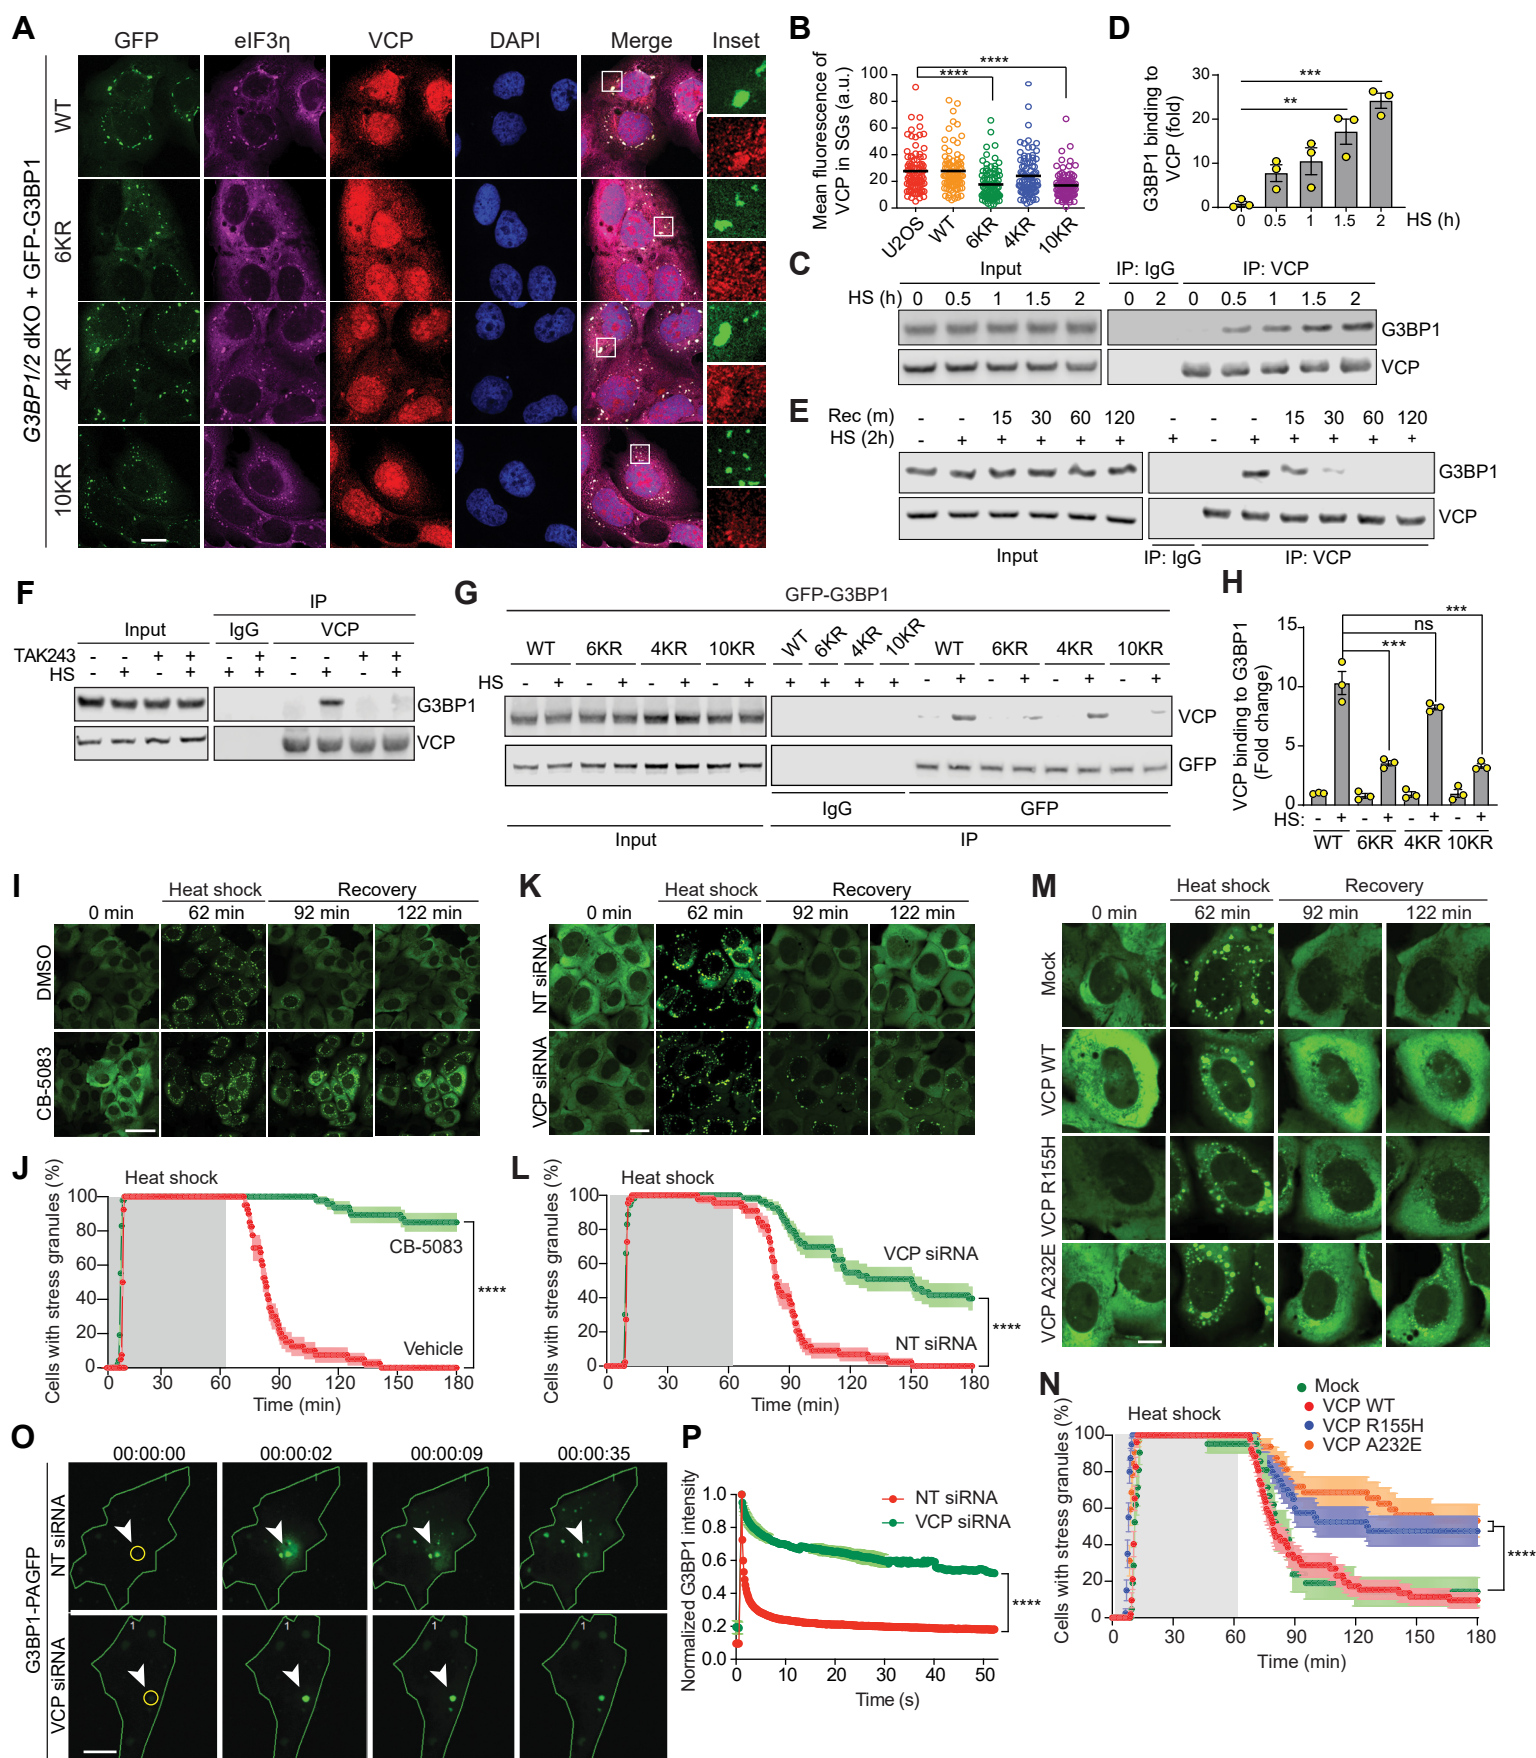 A
GFP eIF3η VCP DAPI Merge Inset
G3BP1/2 dKO + GFP-G3BP1
WT
6KR
4KR
10KR
B
Mean fluorescence of
VCP in SGs (a.u.)
100
80
60
40
20
0
**** ****
U2OS WT 6KR 4KR 10KR
D
G3BP1 binding to
VCP (fold)
30
20
10
0
***
**
0 0.5 1 1.5 2 HS (h)
C
Input IP: IgG IP: VCP
HS (h) 0 0.5 1 1.5 2 0 2 0 0.5 1 1.5 2
G3BP1
VCP
E
Rec (m) - - 15 30 60 120 - - 15 30 60 120
HS (2h) - + + + + + + - + + + + +
G3BP1
VCP
Input IP: IgG IP: VCP
F
IP
Input IgG VCP
TAK243 - - + + - + - - + +
HS - + - + + + - + - +
G3BP1
VCP
G
GFP-G3BP1
WT 6KR 4KR 10KR WT 6KR 4KR 10KR WT 6KR 4KR 10KR
HS - + - + - + - + + + + + - + - + - + - +
VCP
GFP
IgG GFP
Input IP
H
VCP binding to G3BP1
(Fold change)
15
10
5
0
***
ns
***
HS: - + - + - + - +
WT 6KR 4KR 10KR
I
Heat shock Recovery
0 min 62 min 92 min 122 min
DMSO
CB-5083
K
Heat shock Recovery
0 min 62 min 92 min 122 min
NT siRNA
VCP siRNA
M
Heat shock Recovery
0 min 62 min 92 min 122 min
Mock
VCP WT
VCP R155H
VCP A232E
J
Cells with stress granules (%)
Heat shock
100
80
60
40
20
0
CB-5083
Vehicle
****
0 30 60 90 120 150 180
Time (min)
L
Cells with stress granules (%)
Heat shock
100
80
60
40
20
0
VCP siRNA
NT siRNA
****
0 30 60 90 120 150 180
Time (min)
N
Mock
VCP WT
VCP R155H
VCP A232E
Cells with stress granules (%)
Heat shock
100
80
60
40
20
0
****
0 30 60 90 120 150 180
Time (min)
O
G3BP1-PAGFP
00:00:00 00:00:02 00:00:09 00:00:35
NT siRNA
VCP siRNA
1 1 1 1
P
Normalized G3BP1 intensity
1.0
0.8
0.6
0.4
0.2
0.0
NT siRNA
VCP siRNA
****
0 10 20 30 40 50
Time (s)